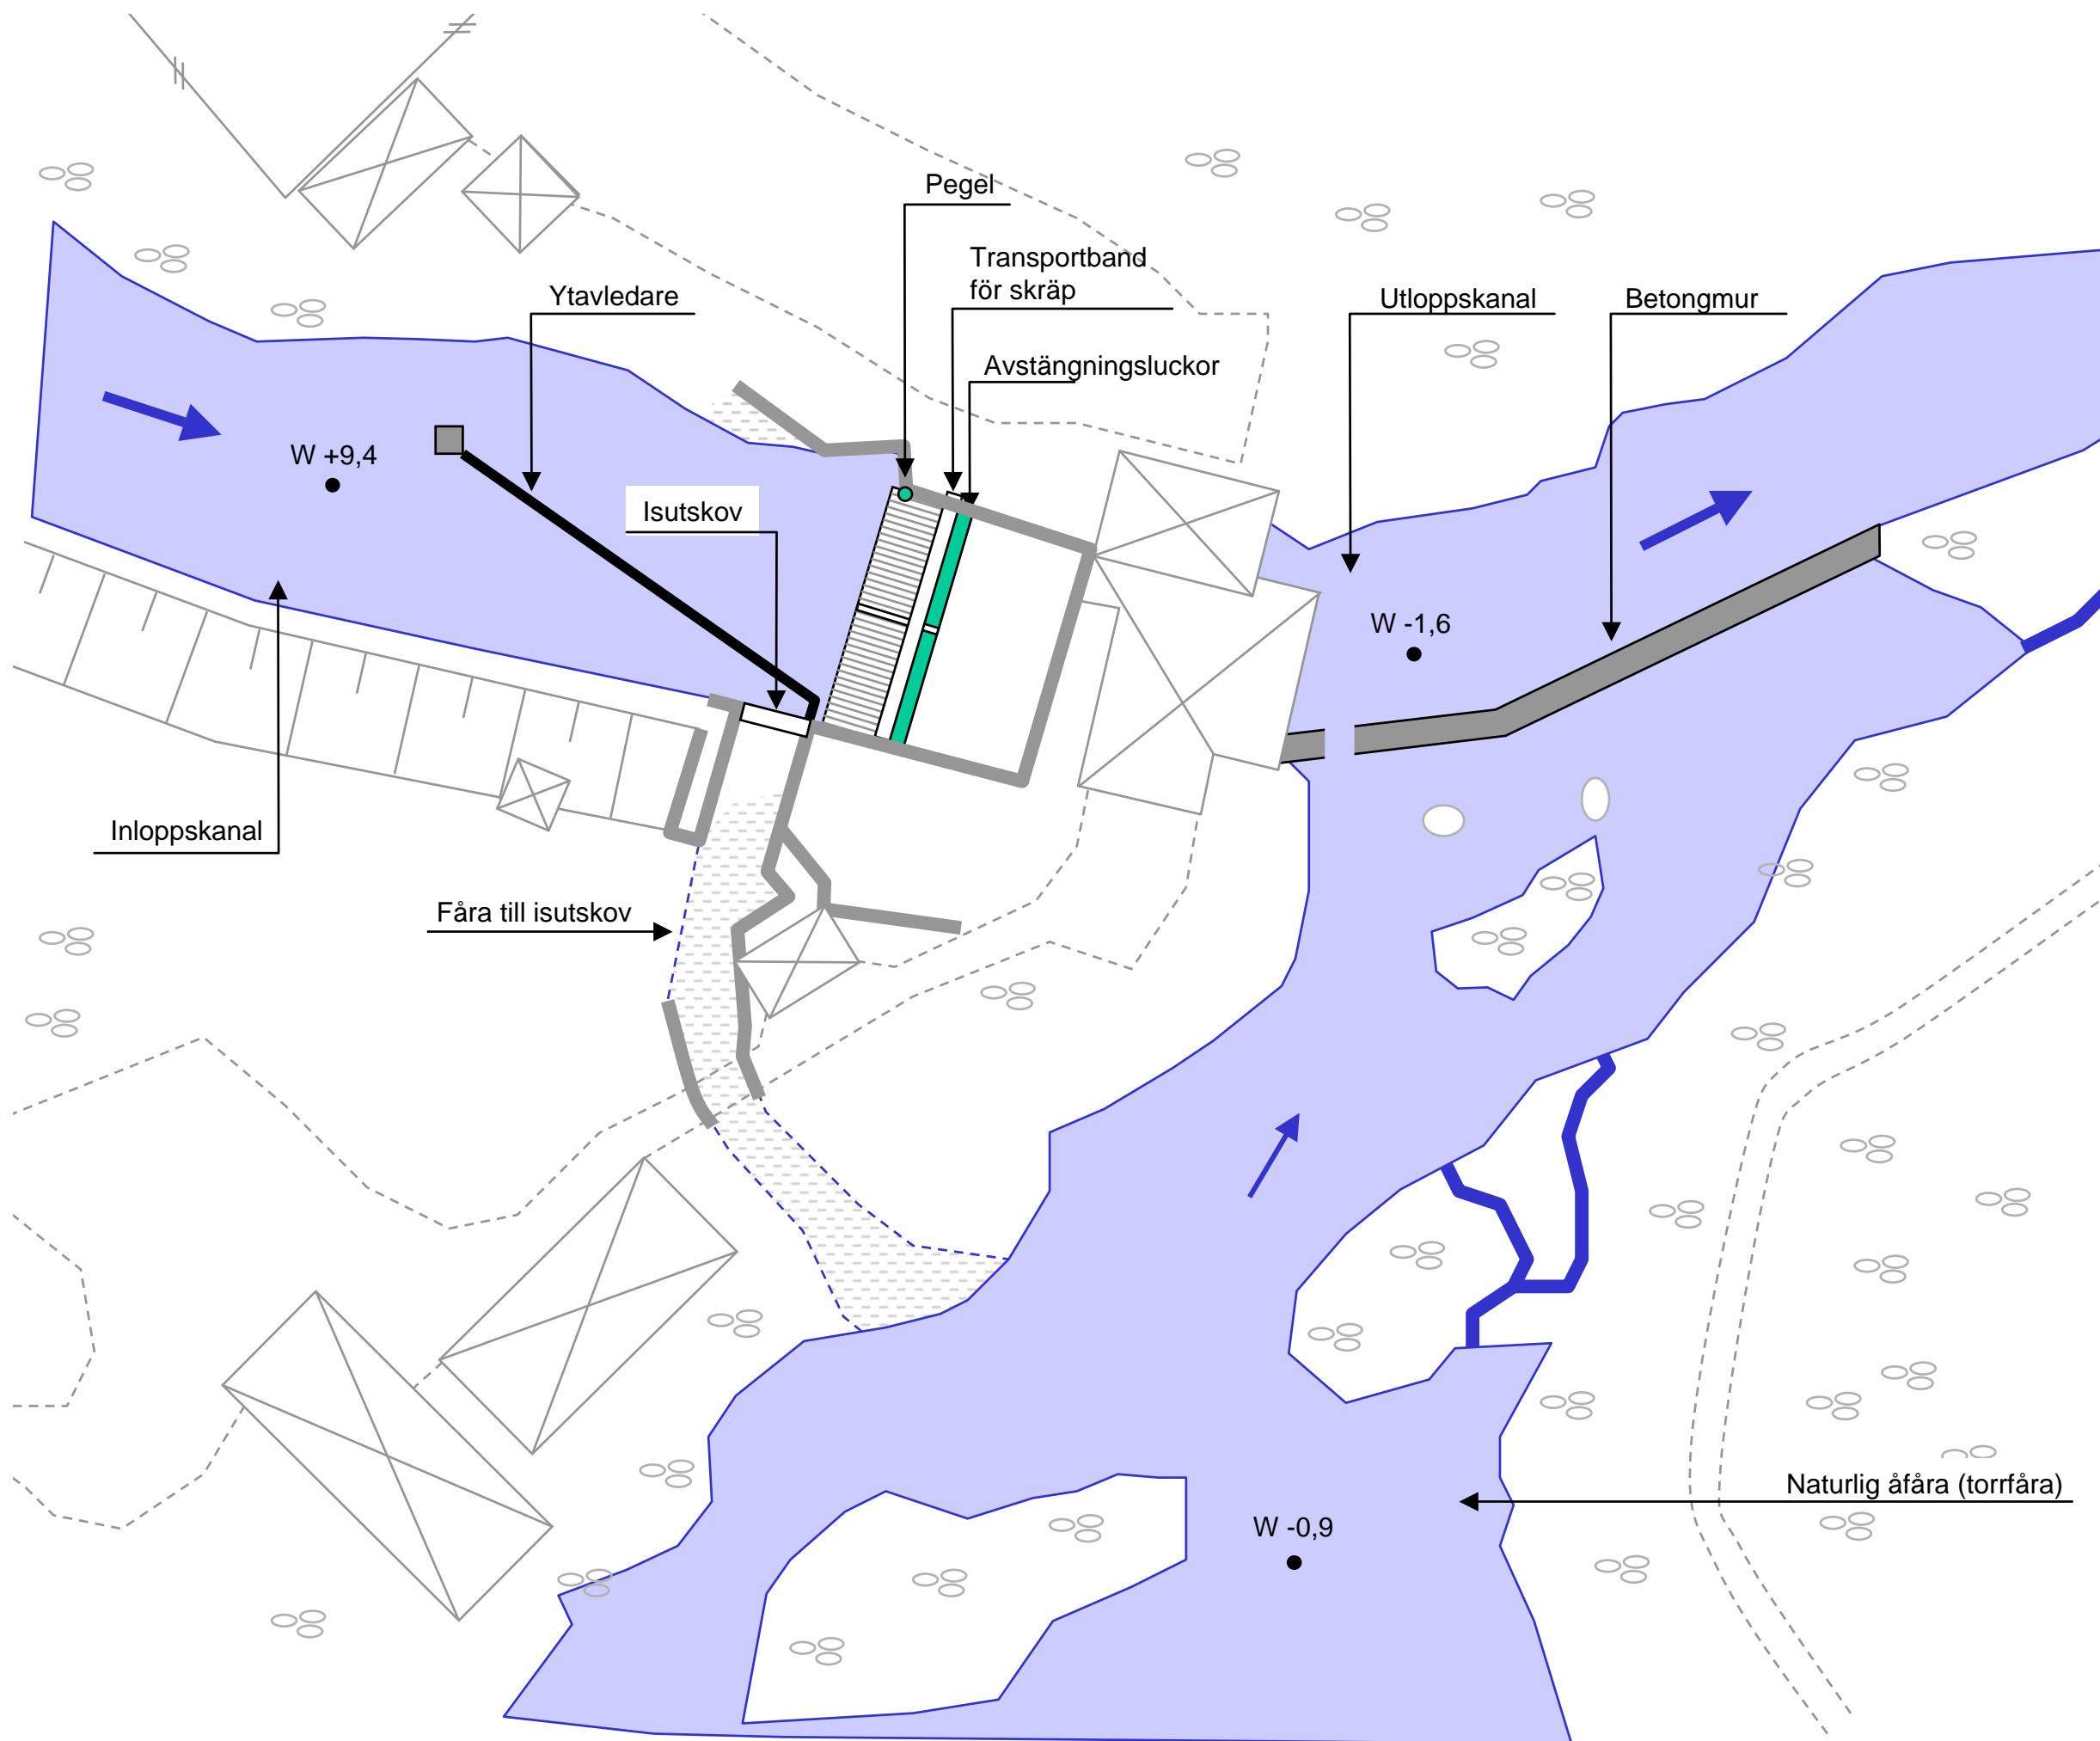 Pegel
Transportband
för skräp
Ytavledare
Utloppskanal
Betongmur
Avstängningsluckor
W +9,4
Isutskov
W -1,6
Inloppskanal
Fåra till isutskov
Naturlig åfåra (torrfåra)
W -0,9